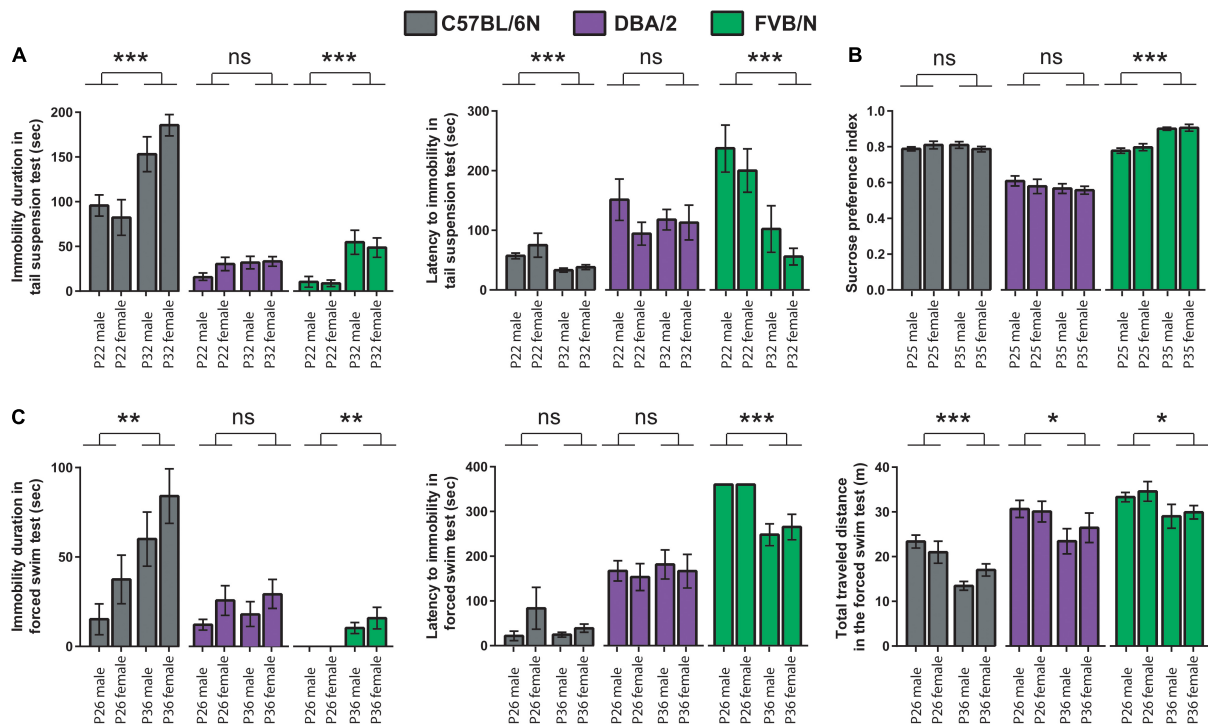 C57BL/6N DBA/2 FVB/N
A
*** ns ***
Immobility duration in
tail suspension test (sec)
200
150
100
50
0
P22 male P22 female P32 male P32 female P22 male P22 female P32 male P32 female P22 male P22 female P32 male P32 female
*** ns ***
Latency to immobility in
tail suspension test (sec)
300
200
100
0
P22 male P22 female P32 male P32 female P22 male P22 female P32 male P32 female P22 male P22 female P32 male P32 female
B
ns ns ***
Sucrose preference index
1.0
0.8
0.6
0.4
0.2
0.0
P25 male P25 female P35 male P35 female P25 male P25 female P35 male P35 female P25 male P25 female P35 male P35 female
C
** ns **
Immobility duration in
forced swim test (sec)
100
50
0
P26 male P26 female P36 male P36 female P26 male P26 female P36 male P36 female P26 male P26 female P36 male P36 female
ns ns ***
Latency to immobility in
forced swim test (sec)
400
300
200
100
0
P26 male P26 female P36 male P36 female P26 male P26 female P36 male P36 female P26 male P26 female P36 male P36 female
*** * *
Total traveled distance
in the forced swim test (m)
40
30
20
10
0
P26 male P26 female P36 male P36 female P26 male P26 female P36 male P36 female P26 male P26 female P36 male P36 female